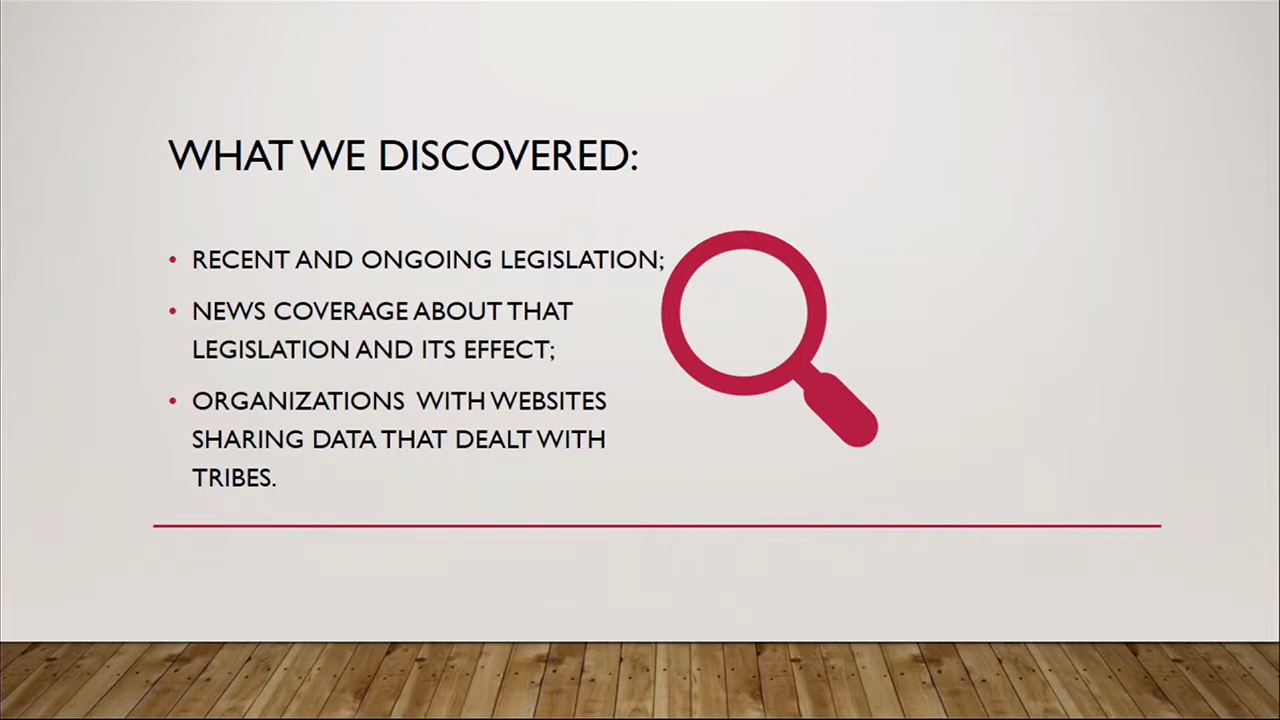 WHAT WE DISCOVERED:
• RECENT AND ONGOING LEGISLATION;
• NEWS COVERAGE ABOUT THAT
LEGISLATION AND ITS EFFECT;
• ORGANIZATIONS WITH WEBSITES
SHARING DATA THAT DEALT WITH
TRIBES.